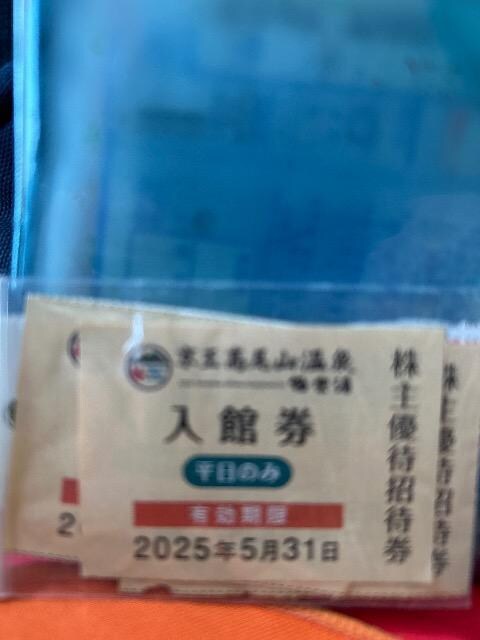 京王高尾山温泉
極楽湯
入館券
平日のみ
有効期限
2025年5月31日
株主優待招待券
株主優待招待券
2